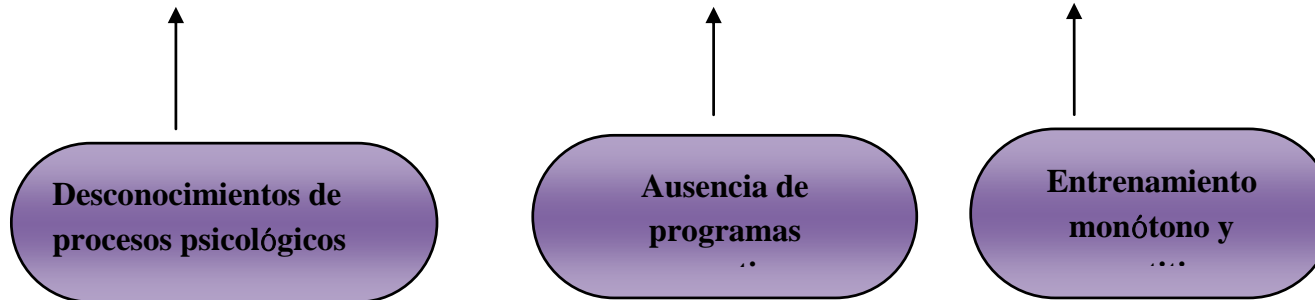 Desconocimientos de
procesos psicológicos
Ausencia de
programas
Entrenamiento
monótono y